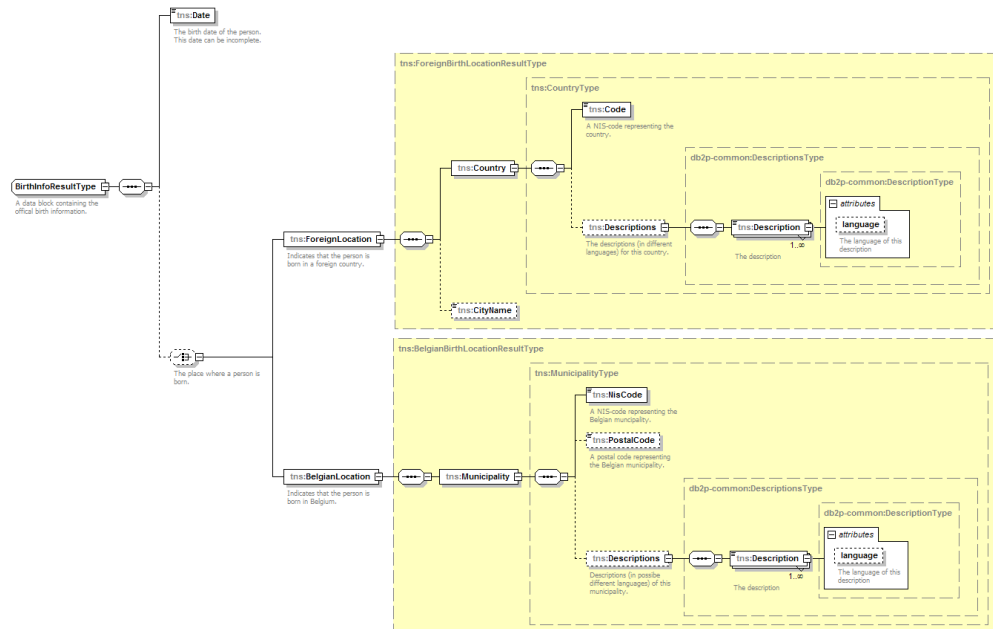 tns:Date
The birth date of the person.
This date can be incomplete.
BirthInfoResultType
A data block containing the
offical birth information.
tns:ForeignBirthLocationResultType
tns:CountryType
tns:Code
A NIS-code representing the
country.
tns:Country
db2p-common:DescriptionsType
db2p-common:DescriptionType
attributes
language
The language of this
description
tns:Descriptions
The descriptions (in different
languages) for this country.
tns:Description
1..∞
The description
tns:ForeignLocation
Indicates that the person is
born in a foreign country.
tns:CityName
The place where a person is
born.
tns:BelgianBirthLocationResultType
tns:MunicipalityType
tns:NisCode
A NIS-code representing the
Belgian muncipality.
tns:PostalCode
A postal code representing
the Belgian municipality.
tns:BelgianLocation
Indicates that the person is
born in Belgium.
tns:Municipality
db2p-common:DescriptionsType
db2p-common:DescriptionType
attributes
language
The language of this
description
tns:Descriptions
Descriptions (in possibe
different languages) of this
municipality.
tns:Description
1..∞
The description